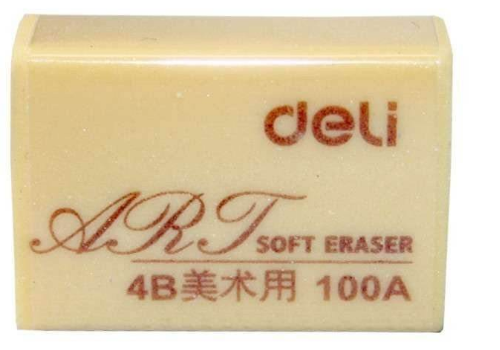 deli
ART SOFT ERASER
4B美术用 100A